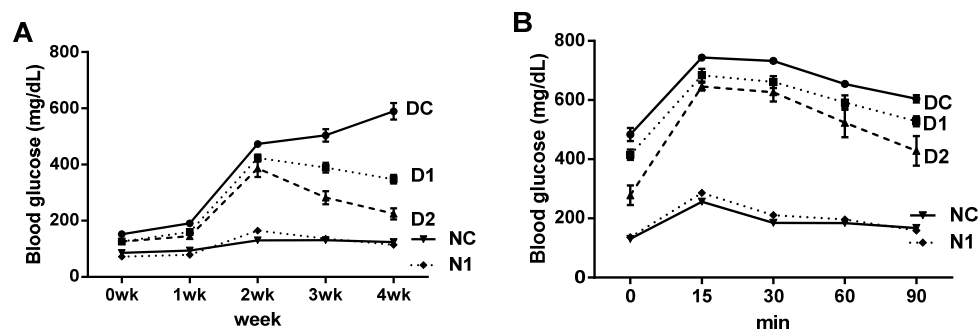 A
Blood glucose (mg/dL)
800
600
400
200
0
0wk 1wk 2wk 3wk 4wk
week
DC
D1
D2
NC
N1
B
Blood glucose (mg/dL)
800
600
400
200
0
0 15 30 60 90
min
DC
D1
D2
NC
N1